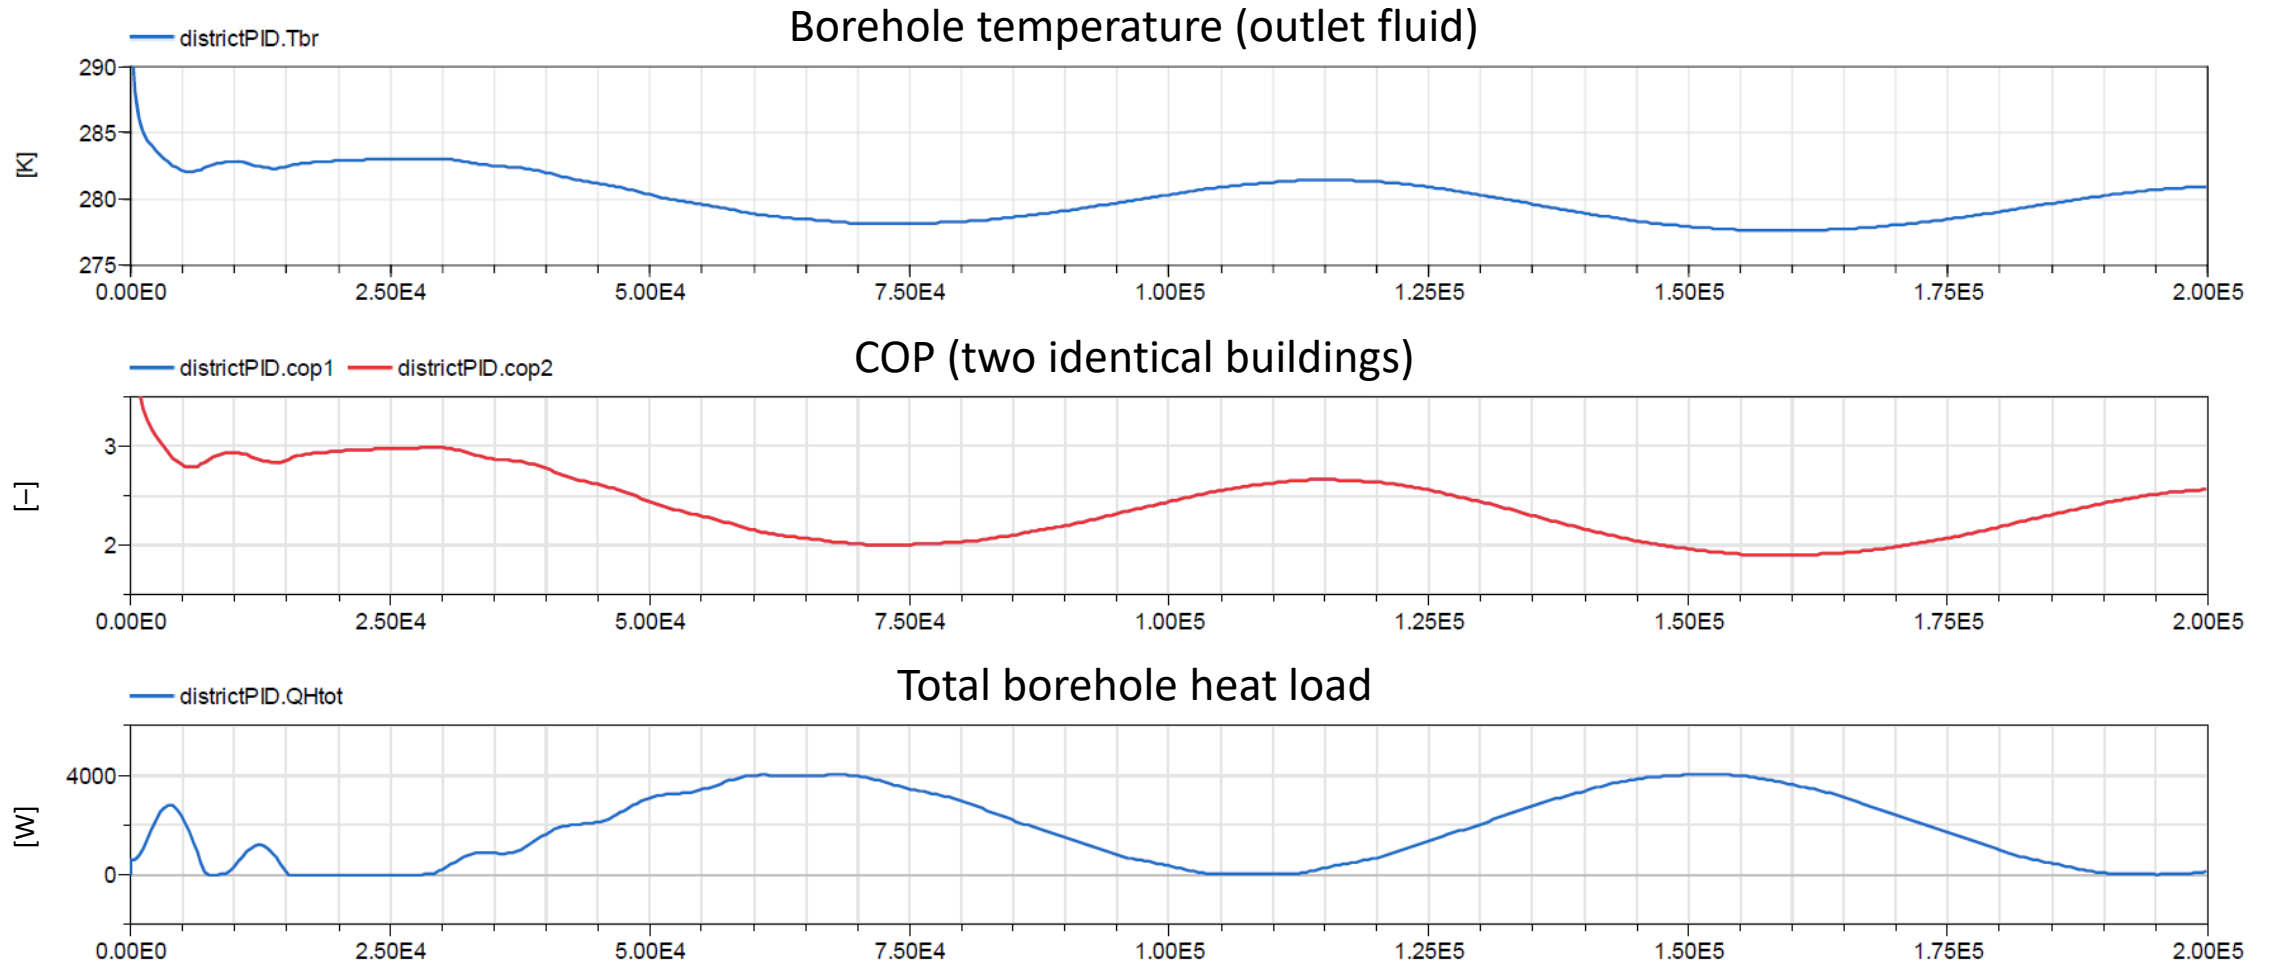 Borehole temperature (outlet fluid)
districtPID.Tbr
290
285
280
275
[K]
0.00E0 2.50E4 5.00E4 7.50E4 1.00E5 1.25E5 1.50E5 1.75E5 2.00E5
COP (two identical buildings)
districtPID.cop1 districtPID.cop2
3
2
[–]
0.00E0 2.50E4 5.00E4 7.50E4 1.00E5 1.25E5 1.50E5 1.75E5 2.00E5
Total borehole heat load
districtPID.QHtot
4000
0
[W]
0.00E0 2.50E4 5.00E4 7.50E4 1.00E5 1.25E5 1.50E5 1.75E5 2.00E5